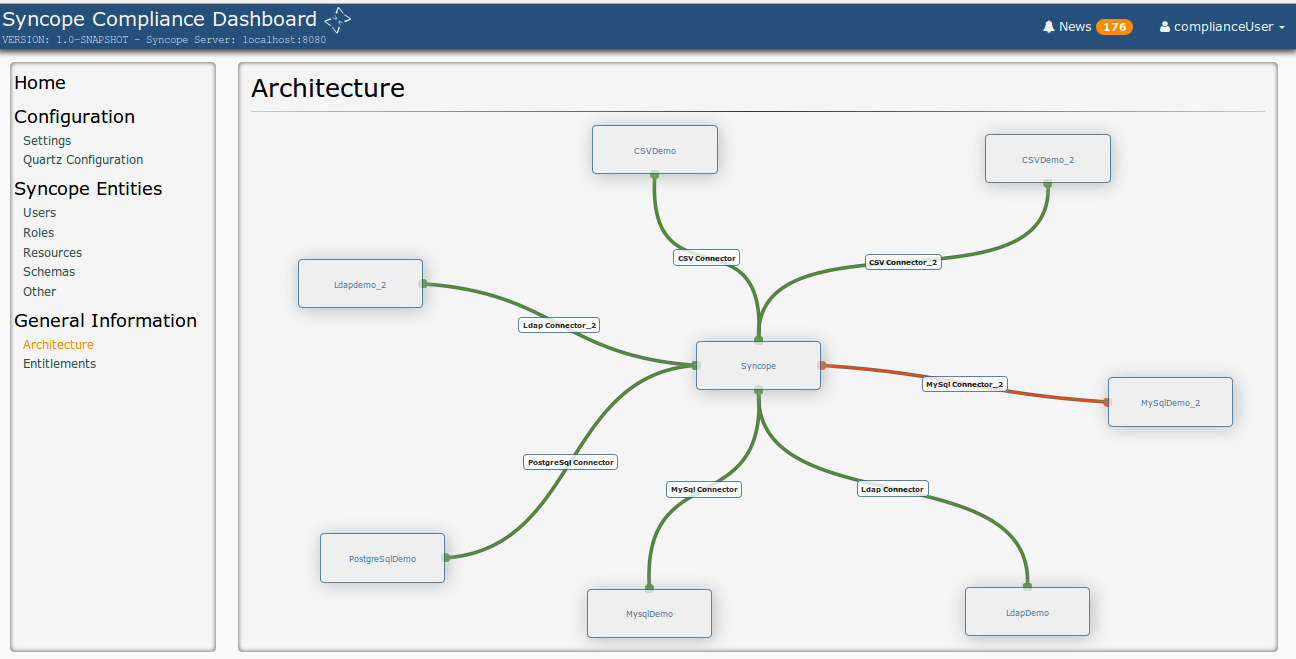 Syncope Compliance Dashboard
VERSION: 1.0-SNAPSHOT - Syncope Server: localhost:8080
News 176
complianceUser
Home
Configuration
Settings
Quartz Configuration
Syncope Entities
Users
Roles
Resources
Schemas
Other
General Information
Architecture
Entitlements
Architecture
CSVDemo
CSVDemo_2
CSV Connector
CSV Connector_2
Ldapdemo_2
Ldap Connector_2
Syncope
MySql Connector_2
MySqlDemo_2
PostgreSql Connector
MySql Connector
Ldap Connector
PostgreSqlDemo
MysqlDemo
LdapDemo